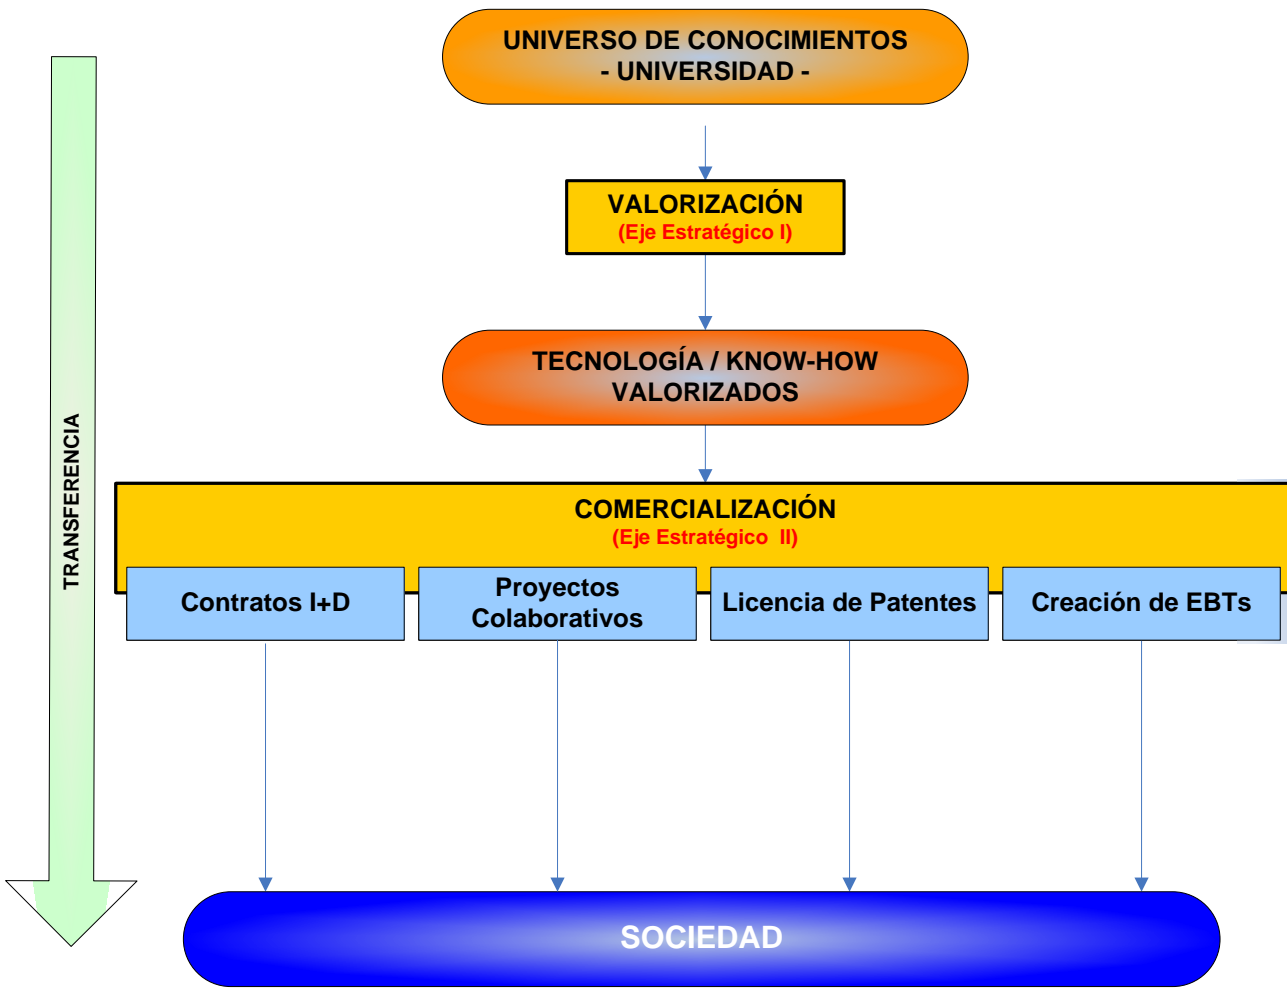 UNIVERSO DE CONOCIMIENTOS
- UNIVERSIDAD -
VALORIZACIÓN
(Eje Estratégico I)
TECNOLOGÍA / KNOW-HOW
VALORIZADOS
TRANSFERENCIA
COMERCIALIZACIÓN
(Eje Estratégico  II)
Contratos I+D
Proyectos
Colaborativos
Licencia de Patentes
Creación de EBTs
SOCIEDAD